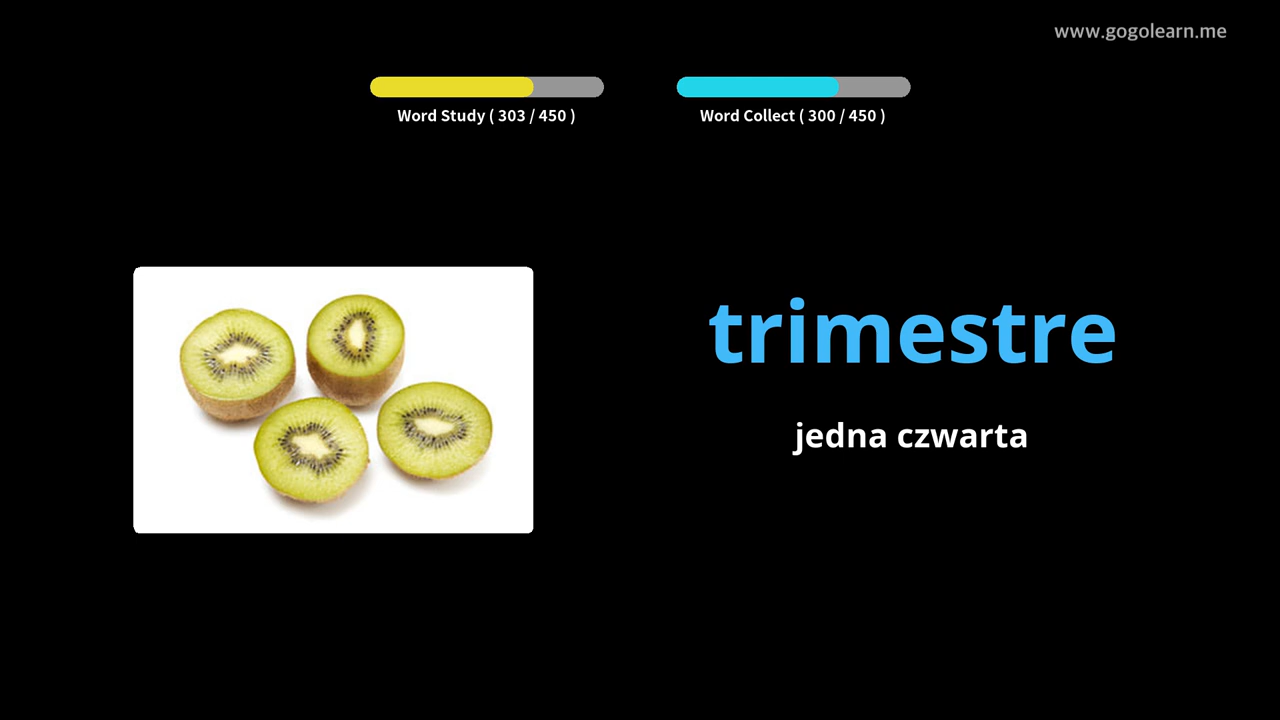 www.gogolearn.me
Word Study ( 303 / 450 )
Word Collect ( 300 / 450 )
trimestre
jedna czwarta